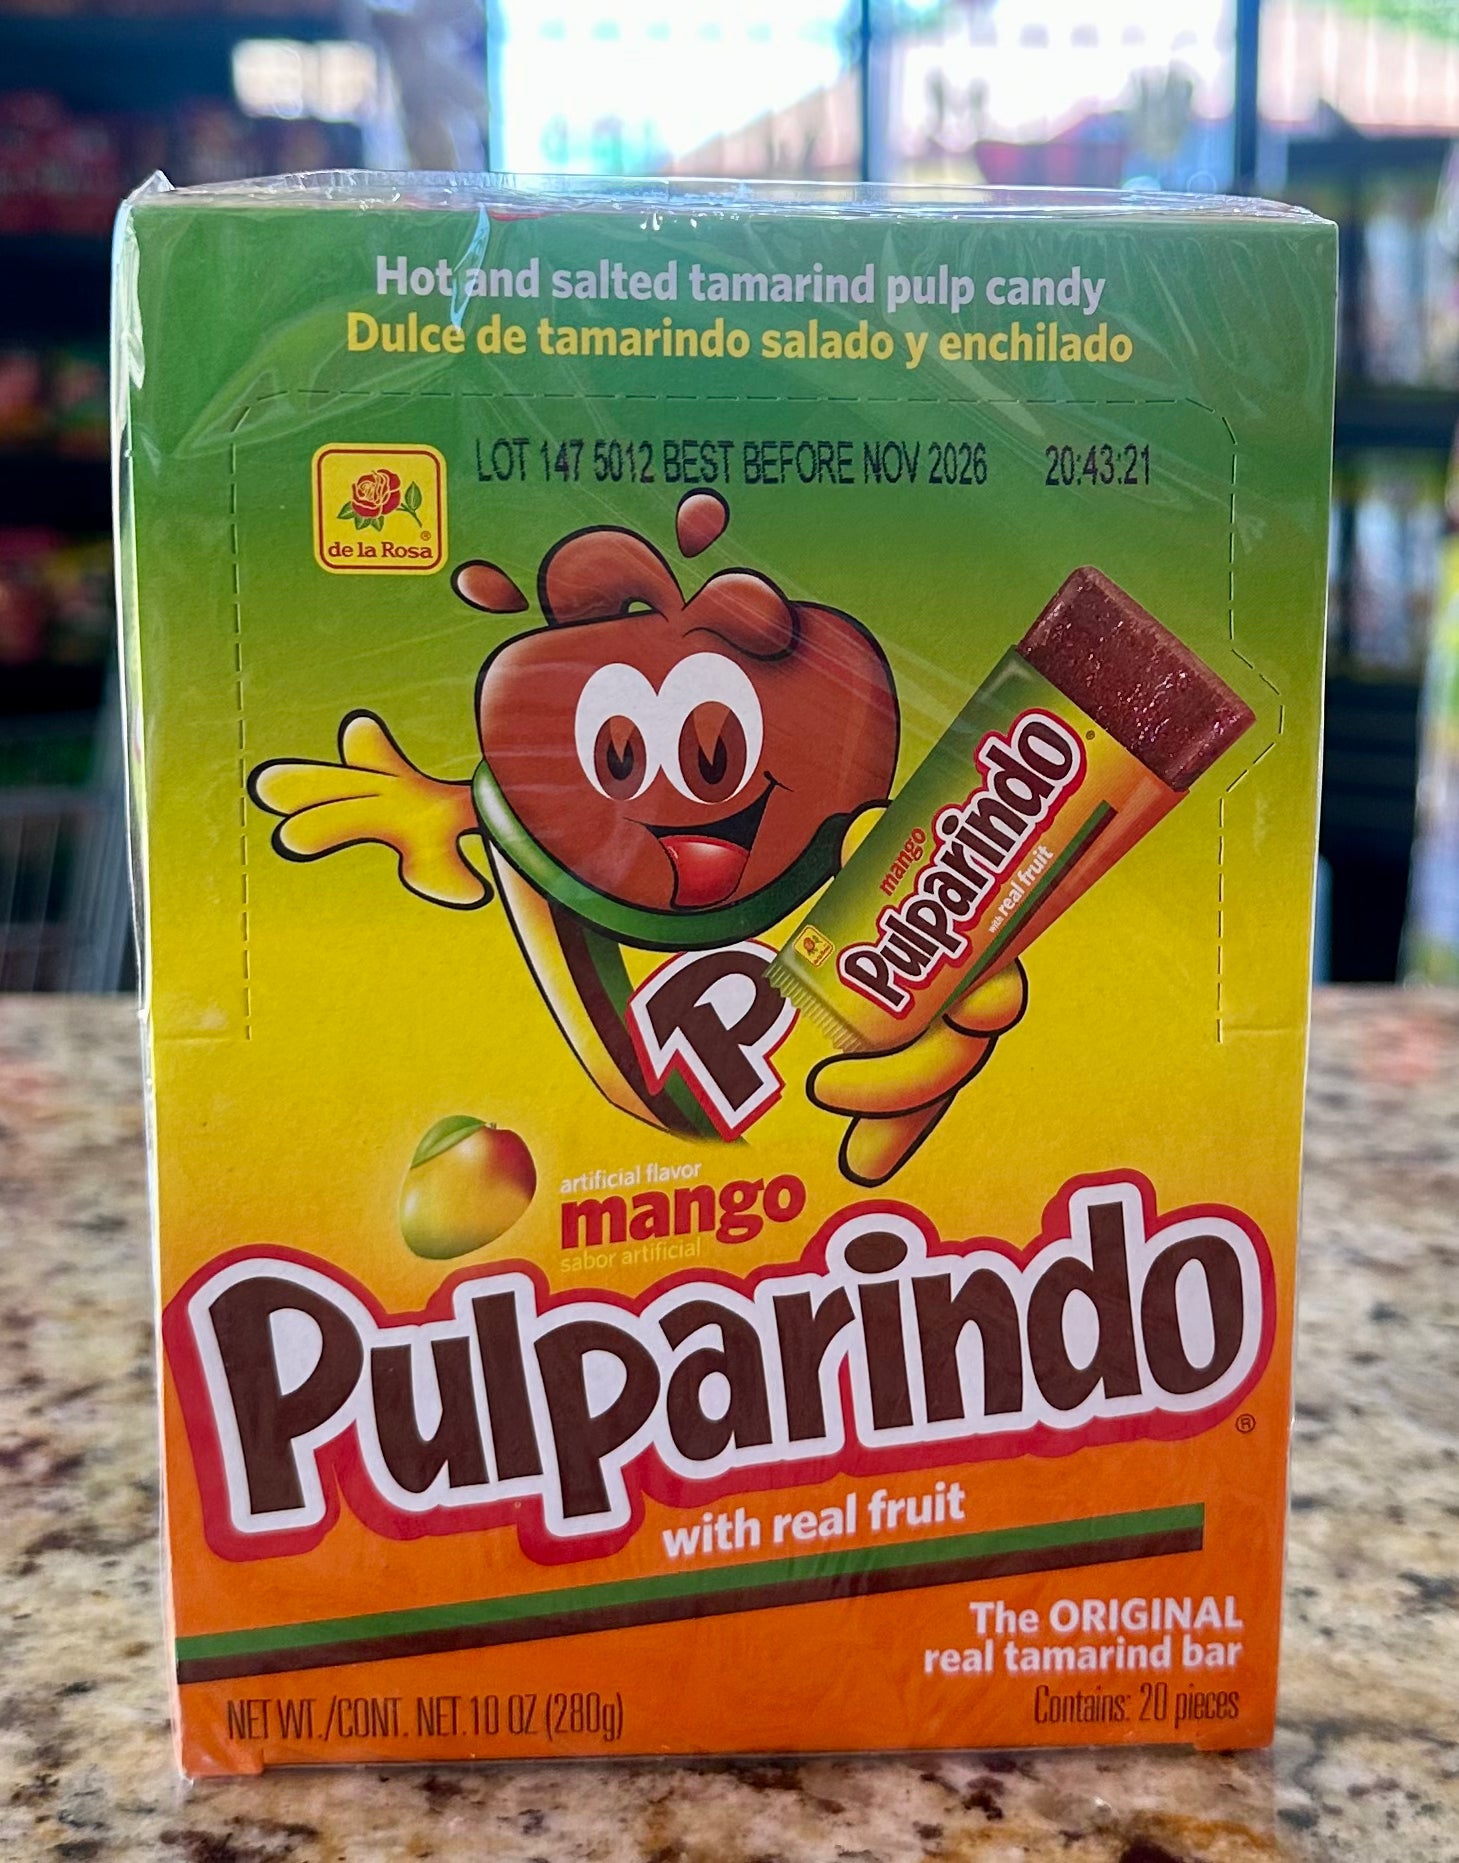 Hot and salted tamarind pulp candy
Dulce de tamarindo salado y enchilado
LOT 147 5012 BEST BEFORE NOV 2026 20:43:21
de la Rosa®
mango
Pulparindo
with real fruit
P
artificial flavor
mango
sabor artificial
Pulparindo®
with real fruit
The ORIGINAL
real tamarind bar
NET WT./CONT. NET.10 OZ (280g)
Contains: 20 pieces